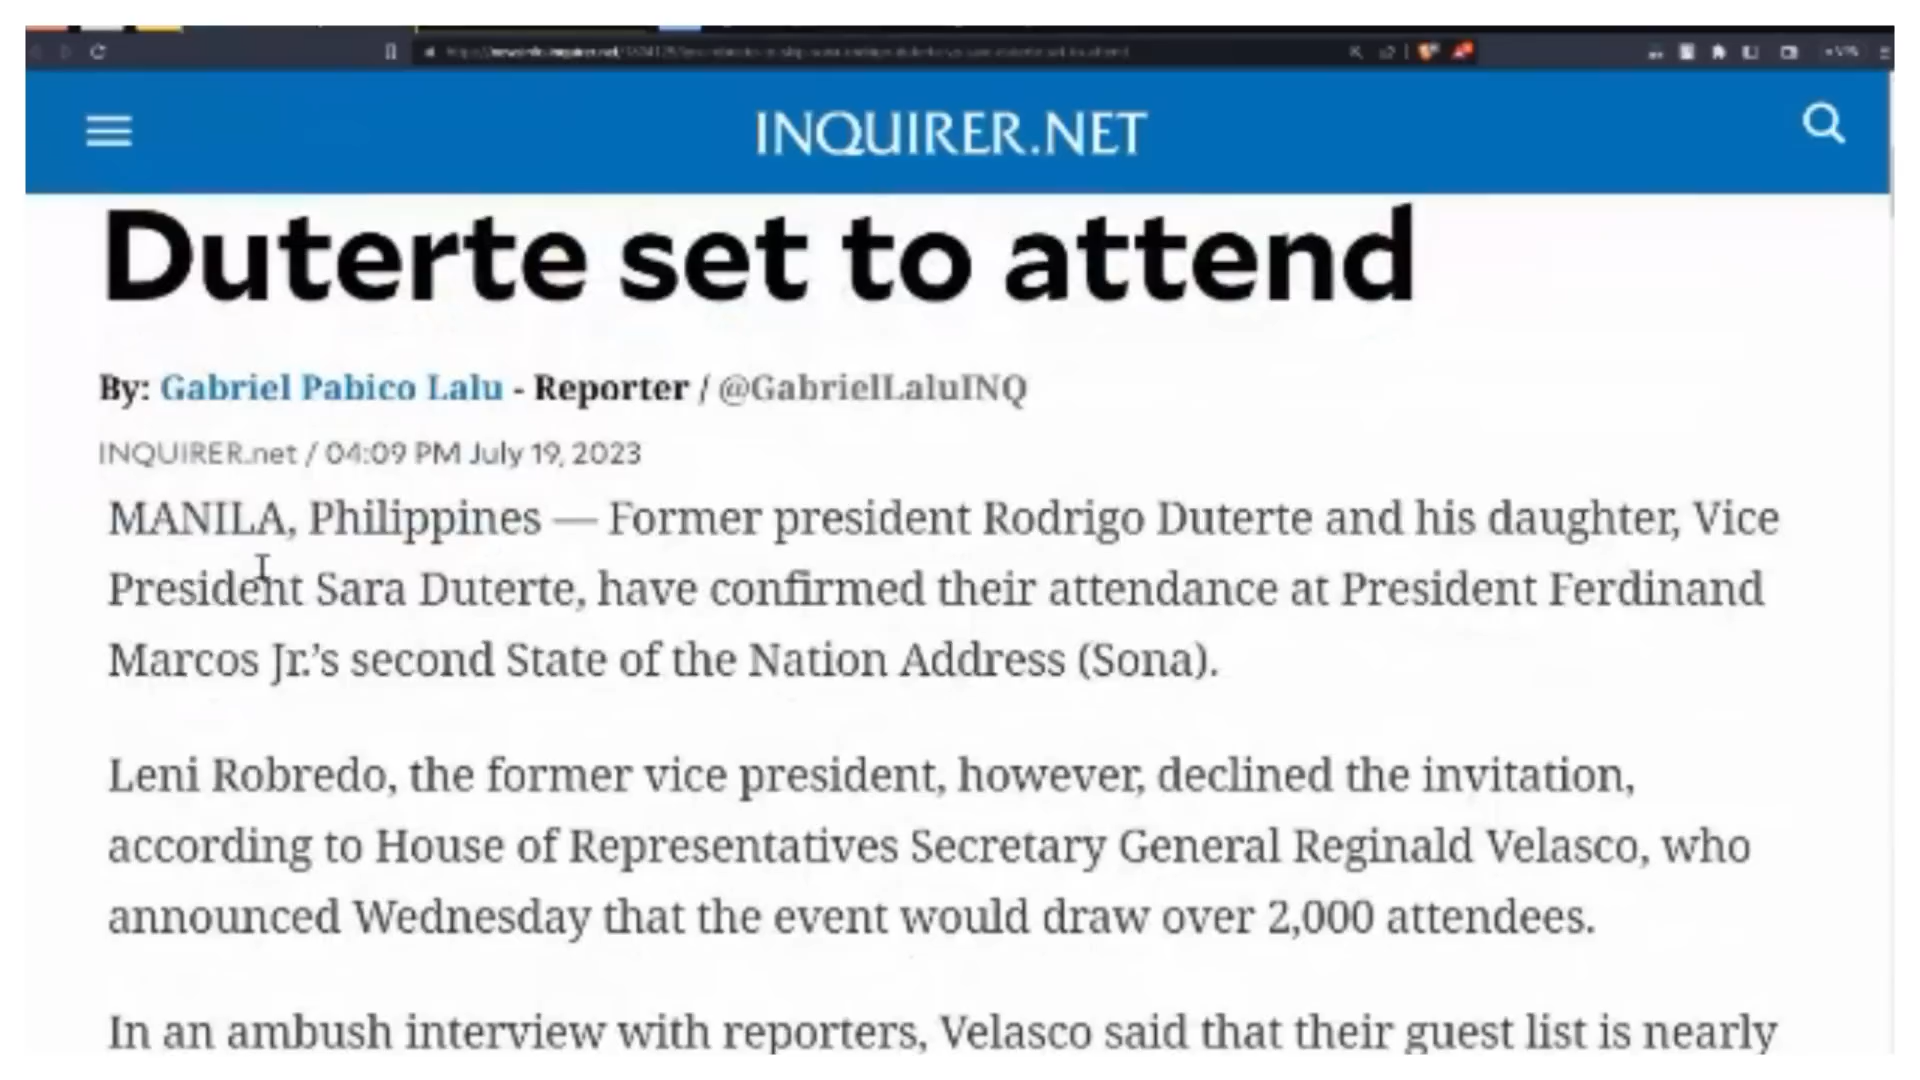 INQUIRER.NET
Duterte set to attend
By: Gabriel Pabico Lalu - Reporter / @GabrielLaluINQ
INQUIRER.net / 04:09 PM July 19, 2023
MANILA, Philippines — Former president Rodrigo Duterte and his daughter, Vice
President Sara Duterte, have confirmed their attendance at President Ferdinand
Marcos Jr.’s second State of the Nation Address (Sona).
Leni Robredo, the former vice president, however, declined the invitation,
according to House of Representatives Secretary General Reginald Velasco, who
announced Wednesday that the event would draw over 2,000 attendees.
In an ambush interview with reporters, Velasco said that their guest list is nearly